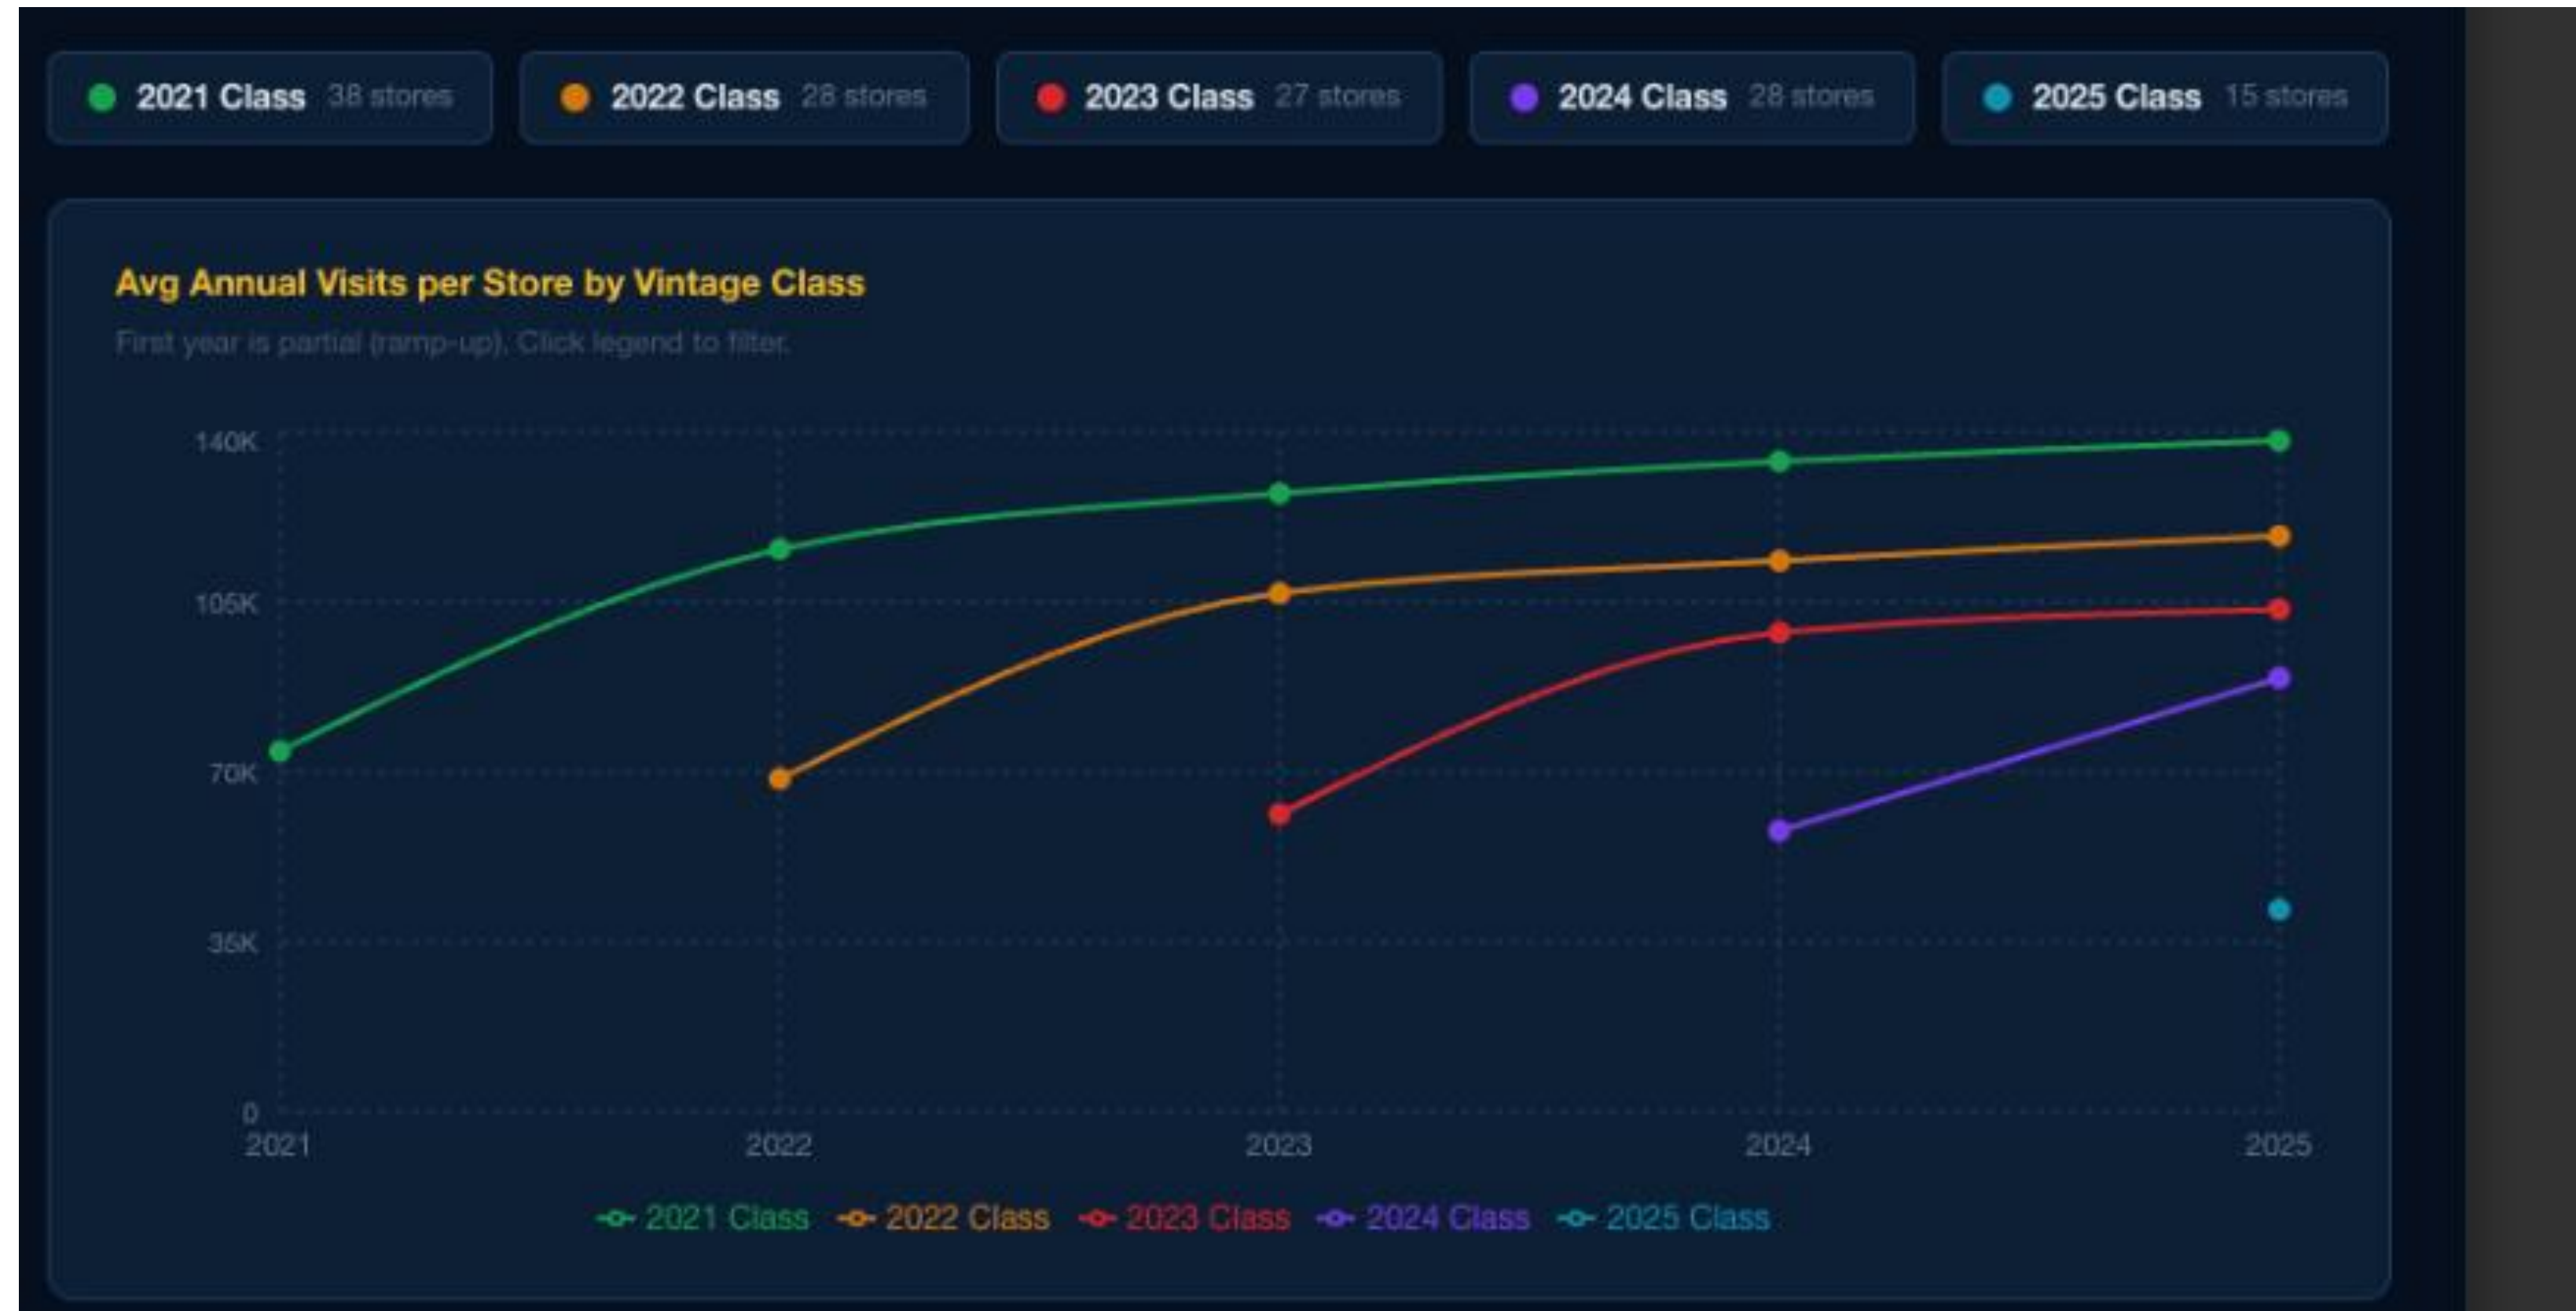 2021 Class 38 stores
2022 Class 28 stores
2023 Class 27 stores
2024 Class 28 stores
2025 Class 15 stores
Avg Annual Visits per Store by Vintage Class
First year is partial (ramp-up). Click legend to filter.
140K
105K
70K
35K
0
2021 2022 2023 2024 2025
2021 Class 2022 Class 2023 Class 2024 Class 2025 Class